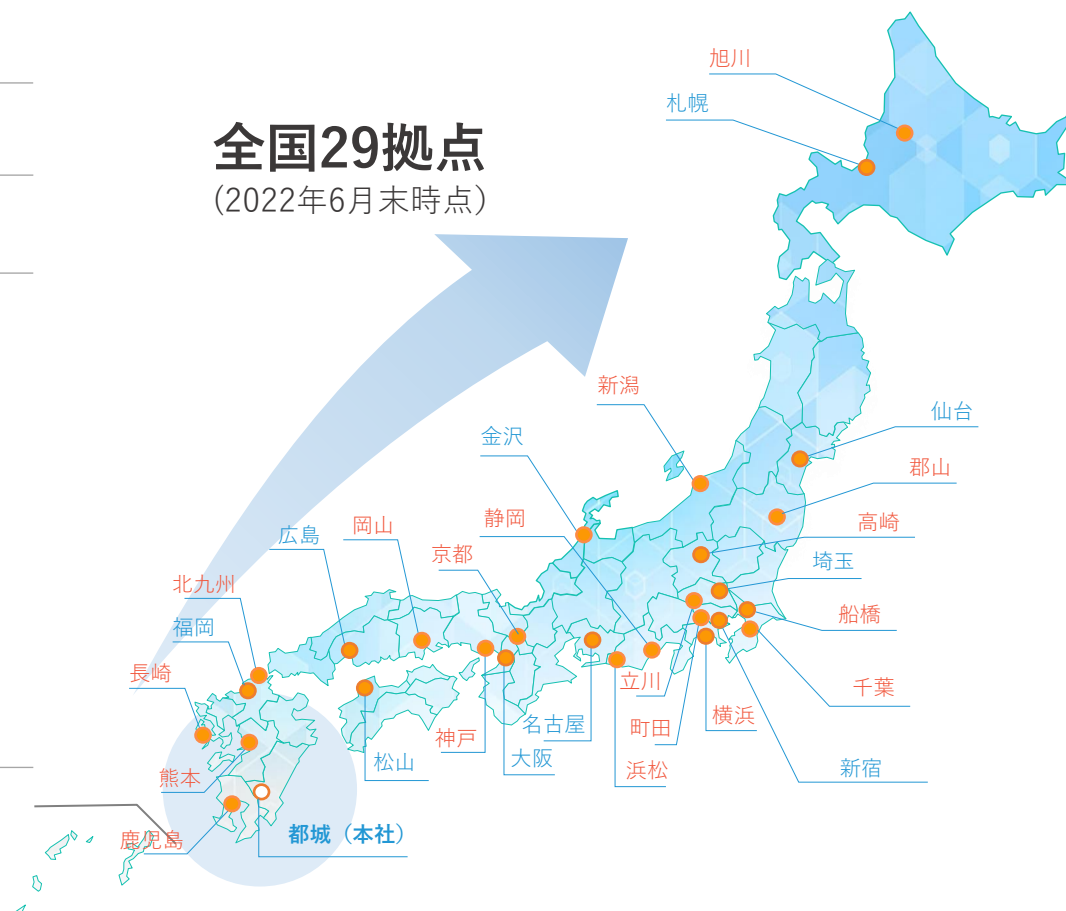 旭川
札幌
全国29拠点
(2022年6月末時点)
新潟
仙台
金沢
郡山
静岡
高崎
広島
岡山
京都
埼玉
北九州
船橋
福岡
長崎
立川
千葉
横浜
名古屋
町田
神戸
大阪
松山
浜松
新宿
熊本
都城（本社）
鹿児島